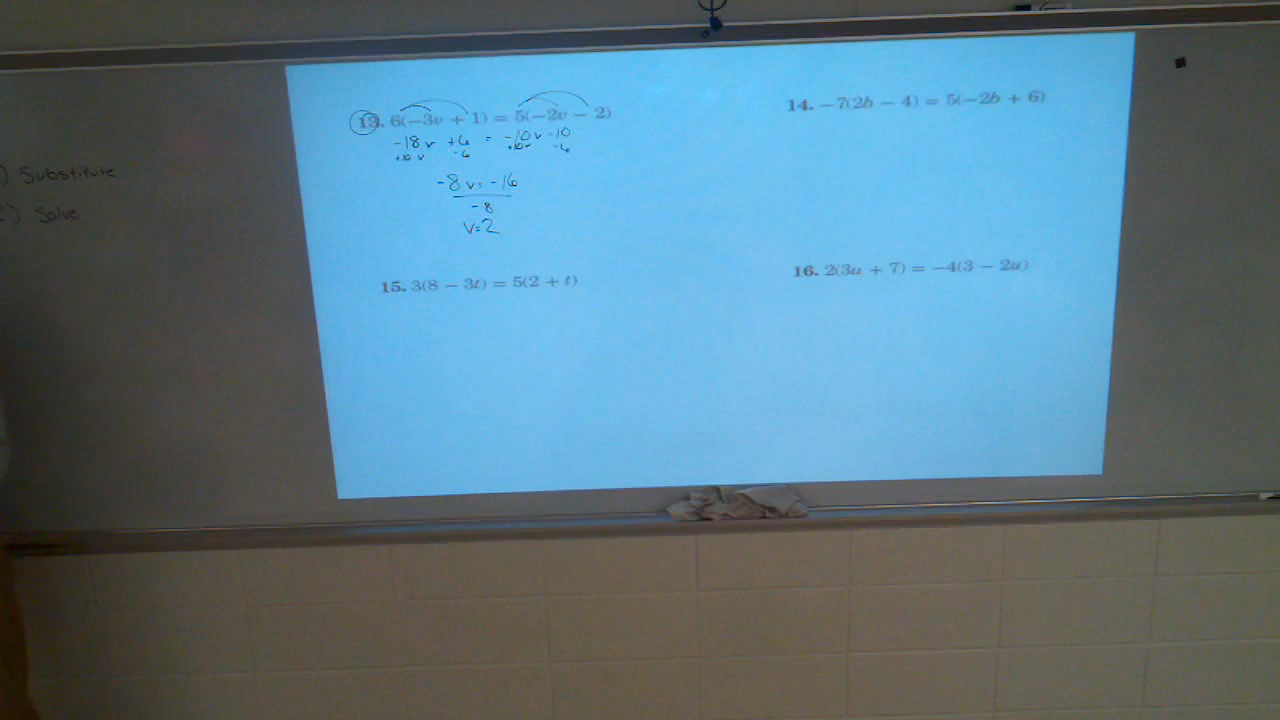 13. 6(−3v + 1) = 5(−2v − 2)
-18v +6 = -10v -10
+10v -6 +10v -6
-8v = -16
-8
v=2
14. −7(2b − 4) = 5(−2b + 6)
15. 3(8 − 3t) = 5(2 + t)
16. 2(3u + 7) = −4(3 − 2u)
) Substitute
2) Solve